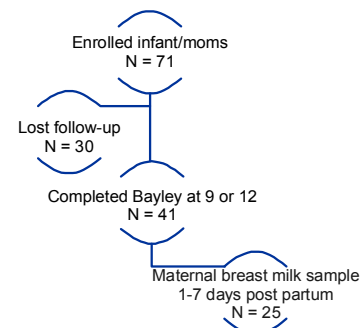 Enrolled infant/moms
N = 71
Lost follow-up
N = 30
Completed Bayley at 9 or 12
N = 41
Maternal breast milk sample
1-7 days post partum
N = 25